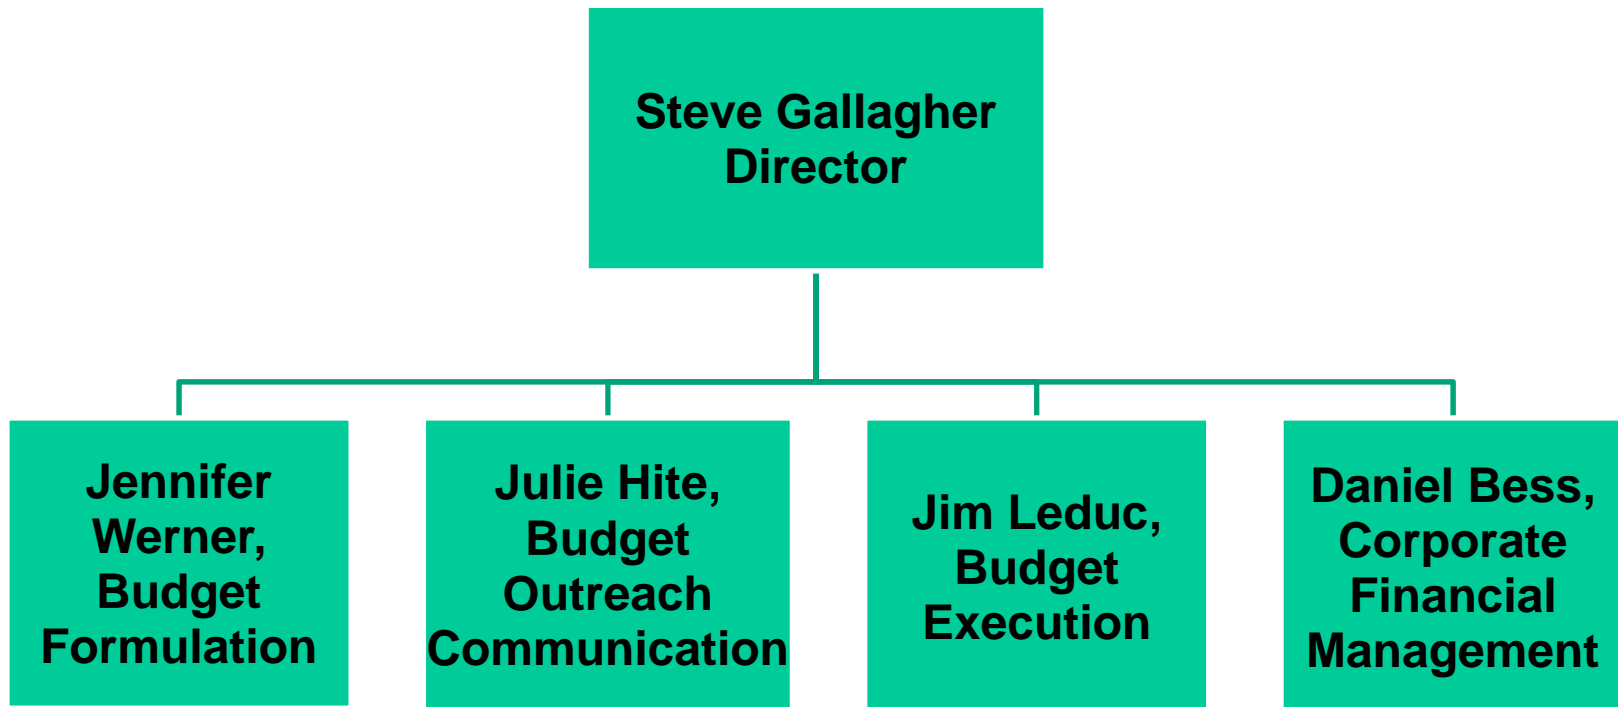 Steve Gallagher
Director
Jennifer
Werner,
Budget
Formulation
Julie Hite,
Budget
Outreach
Communication
Jim Leduc,
Budget
Execution
Daniel Bess,
Corporate
Financial
Management